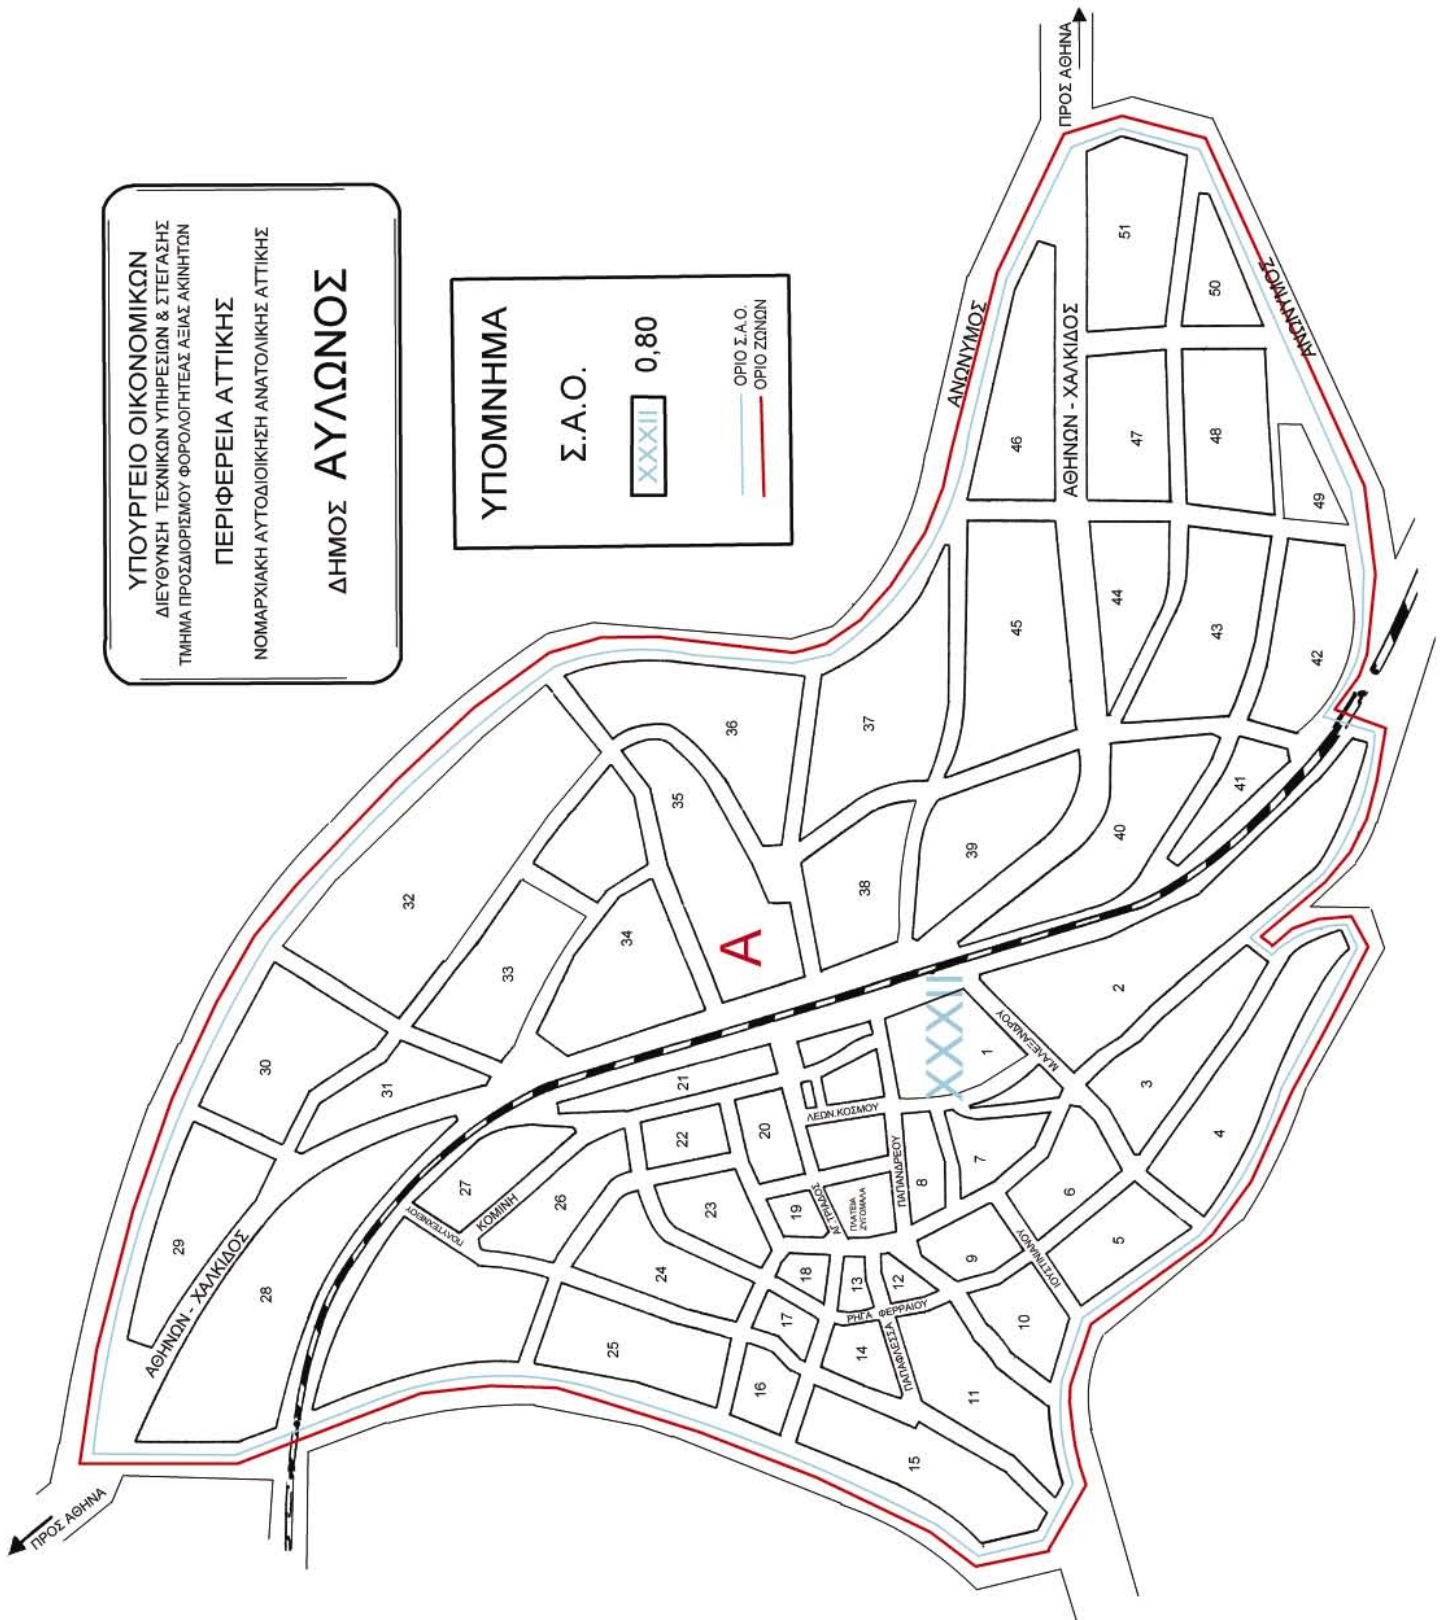 ΥΠΟΥΡΓΕΙΟ ΟΙΚΟΝΟΜΙΚΩΝ
ΔΙΕΥΘΥΝΣΗ ΤΕΧΝΙΚΩΝ ΥΠΗΡΕΣΙΩΝ & ΣΤΕΓΑΣΗΣ
ΤΜΗΜΑ ΠΡΟΣΔΙΟΡΙΣΜΟΥ ΦΟΡΟΛΟΓΗΤΕΑΣ ΑΞΙΑΣ ΑΚΙΝΗΤΩΝ
ΠΕΡΙΦΕΡΕΙΑ ΑΤΤΙΚΗΣ
ΝΟΜΑΡΧΙΑΚΗ ΑΥΤΟΔΙΟΙΚΗΣΗ ΑΝΑΤΟΛΙΚΗΣ ΑΤΤΙΚΗΣ
ΔΗΜΟΣ ΑΥΛΩΝΟΣ
ΥΠΟΜΝΗΜΑ
Σ.Α.Ο.
XXXII 0,80
ΟΡΙΟ Σ.Α.Ο.
ΟΡΙΟ ΖΩΝΩΝ
ΠΡΟΣ ΑΘΗΝΑ
ΑΝΩΝΥΜΟΣ
ΑΘΗΝΩΝ - ΧΑΛΚΙΔΟΣ
ΑΝΩΝΥΜΟΣ
51
50
46
47
48
49
45
44
43
42
36
37
35
41
40
39
38
32
34
33
A
XXXII
2
30
31
21
1
Μ.ΑΛΕΞΑΝΔΡΟΥ
3
4
29
28
ΑΘΗΝΩΝ - ΧΑΛΚΙΔΟΣ
27
ΠΟΛΥΤΕΧΝΕΙΟΥ
ΚΟΜΙΝΗ
26
22
20
ΛΕΩΝ.ΚΟΣΜΟΥ
ΠΑΠΑΝΔΡΕΟΥ
7
8
6
23
19
ΑΓ.ΤΡΙΑΔΟΣ
ΠΛΑΤΕΙΑ
ΖΥΓΟΜΑΛΑ
9
ΙΟΥΣΤΙΝΙΑΝΟΥ
5
24
18
13
12
ΡΗΓΑ ΦΕΡΡΑΙΟΥ
10
25
17
14
ΠΑΠΑΦΛΕΣΣΑ
16
11
15
ΠΡΟΣ ΑΘΗΝΑ